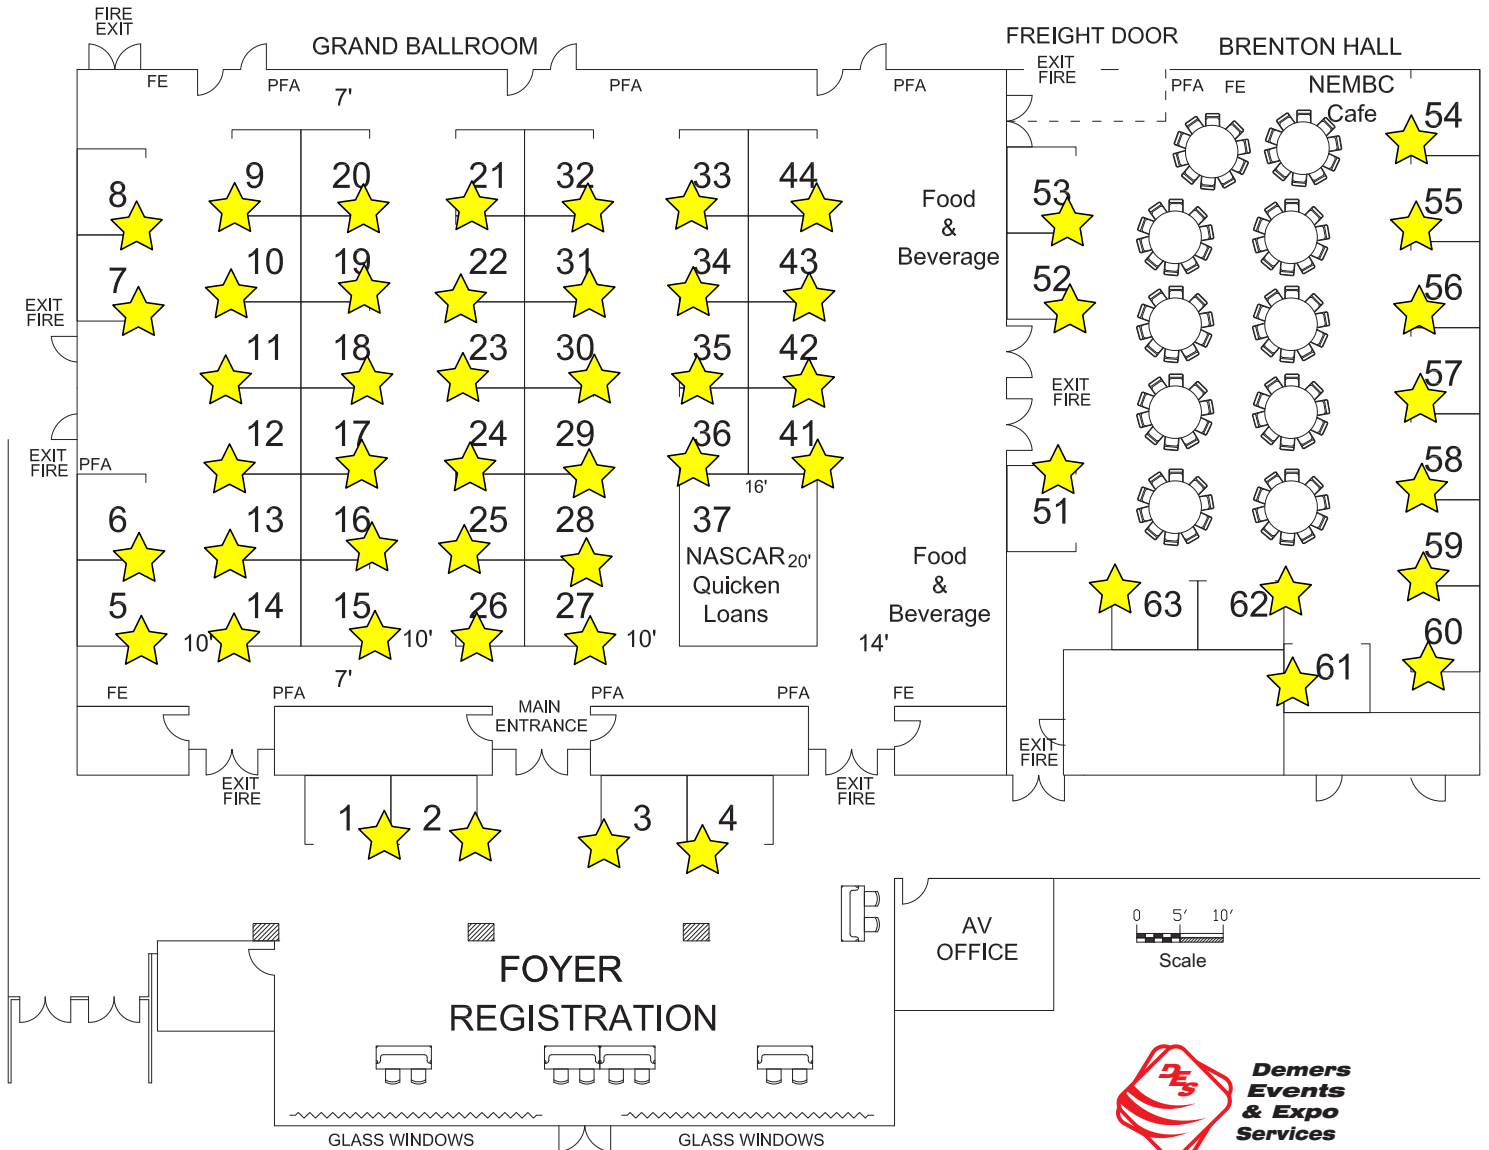 FIRE
EXIT
GRAND BALLROOM
FREIGHT DOOR
BRENTON HALL
EXIT
FIRE
FE
PFA
7'
PFA
PFA
PFA
FE
NEMBC
Cafe
54
8
9
20
21
32
33
44
Food
&
Beverage
53
55
7
10
19
22
31
34
43
52
56
EXIT
FIRE
11
18
23
30
35
42
EXIT
FIRE
57
EXIT
FIRE
PFA
12
17
24
29
36
41
16'
58
51
6
13
16
25
28
37
NASCAR 20'
Quicken
Loans
Food
&
Beverage
59
5
10'
14
15
10'
26
27
10'
14'
63
62
60
61
7'
FE
PFA
PFA
PFA
FE
MAIN
ENTRANCE
EXIT
FIRE
EXIT
FIRE
EXIT
FIRE
1
2
3
4
AV
OFFICE
0 5' 10'
Scale
FOYER
REGISTRATION
GLASS WINDOWS
GLASS WINDOWS
DES
Demers
Events
& Expo
Services